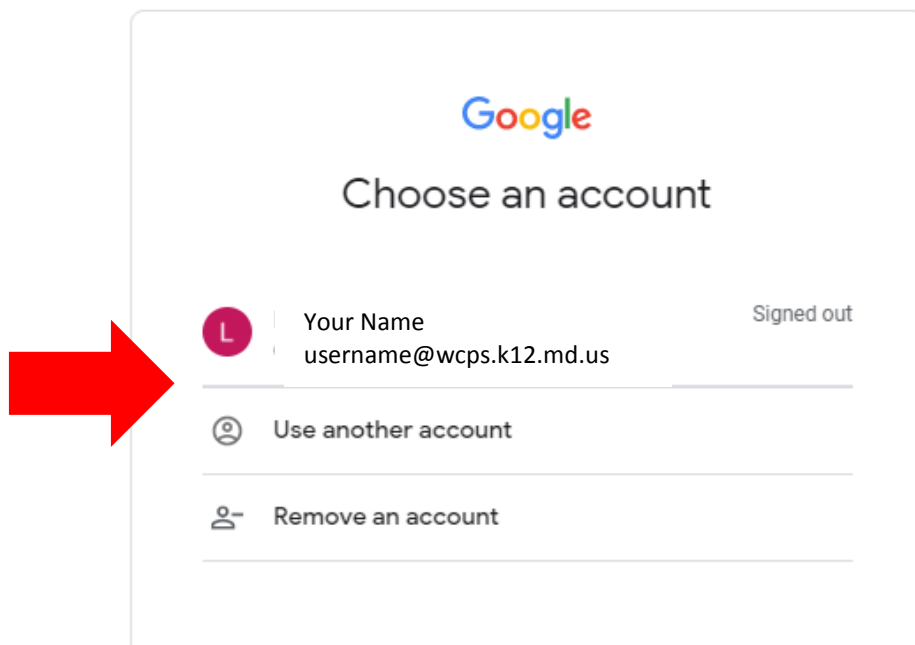 Google
Choose an account
L
Your Name
Signed out
username@wcps.k12.md.us
Use another account
Remove an account